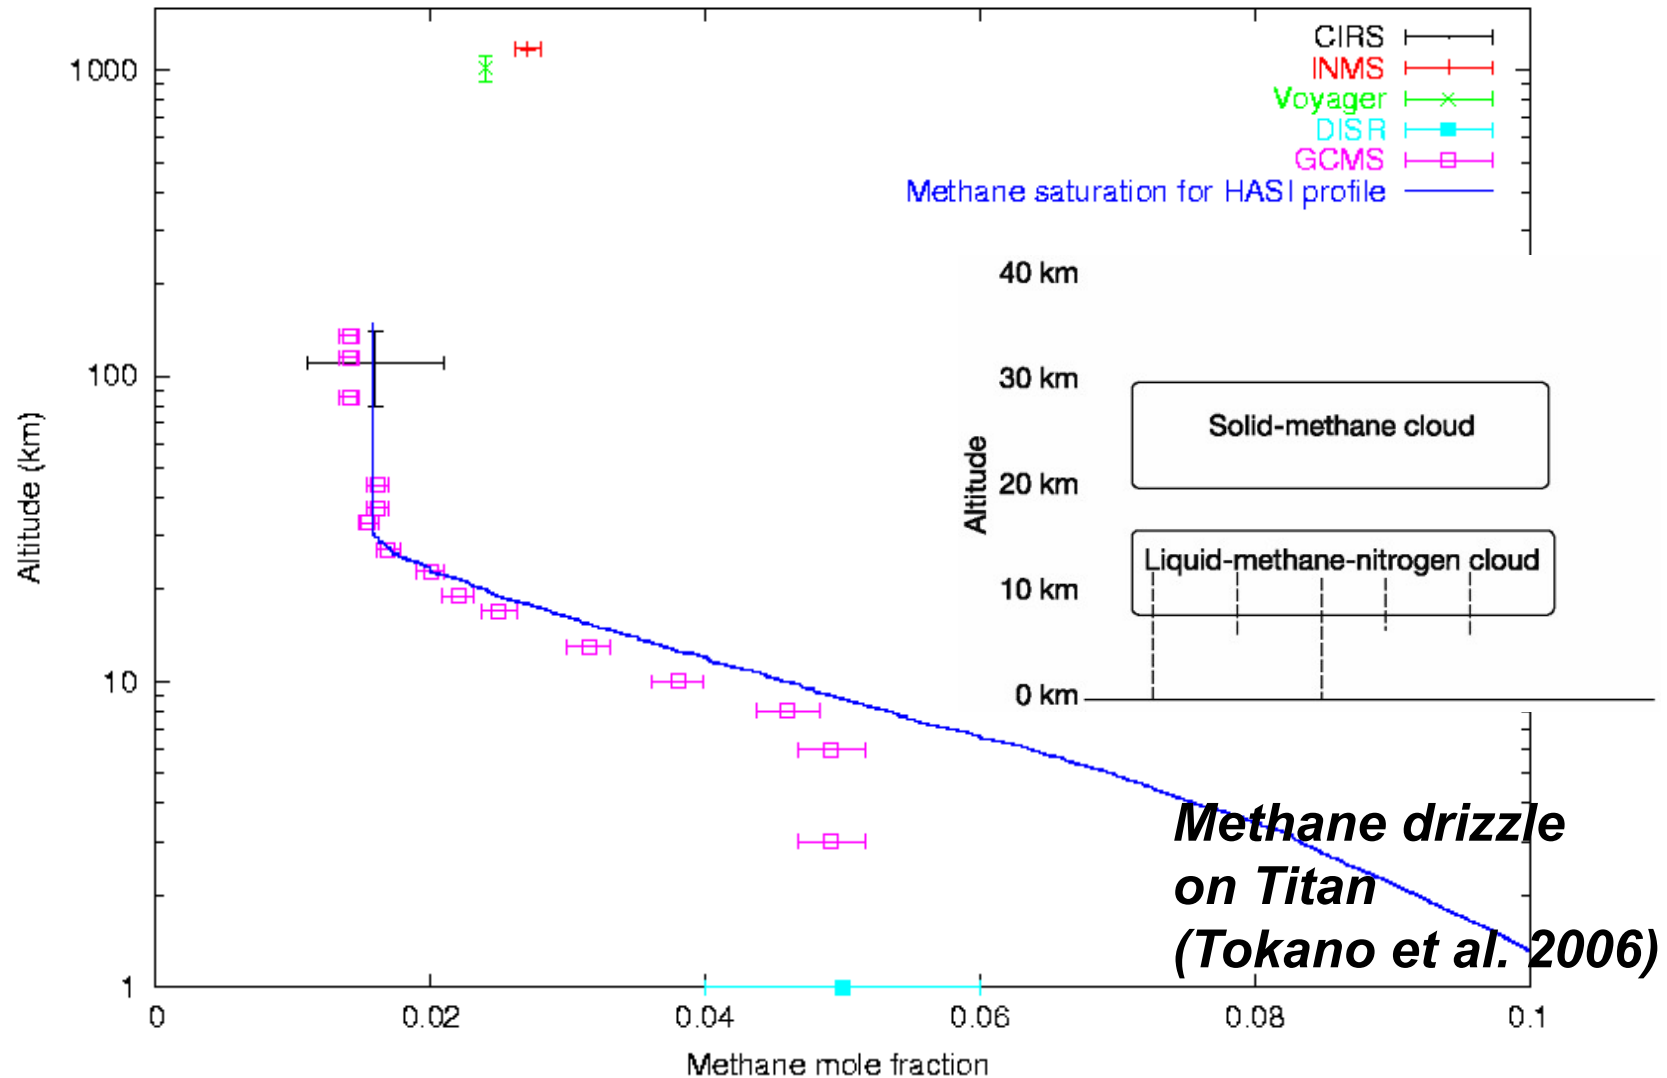 CIRS
INMS
Voyager
DISR
GCMS
Methane saturation for HASI profile
1000
100
10
1
Altitude (km)
0
0.02
0.04
0.06
0.08
0.1
Methane mole fraction
40 km
30 km
20 km
10 km
0 km
Altitude
Solid-methane cloud
Liquid-methane-nitrogen cloud
Methane drizzle
on Titan
(Tokano et al. 2006)